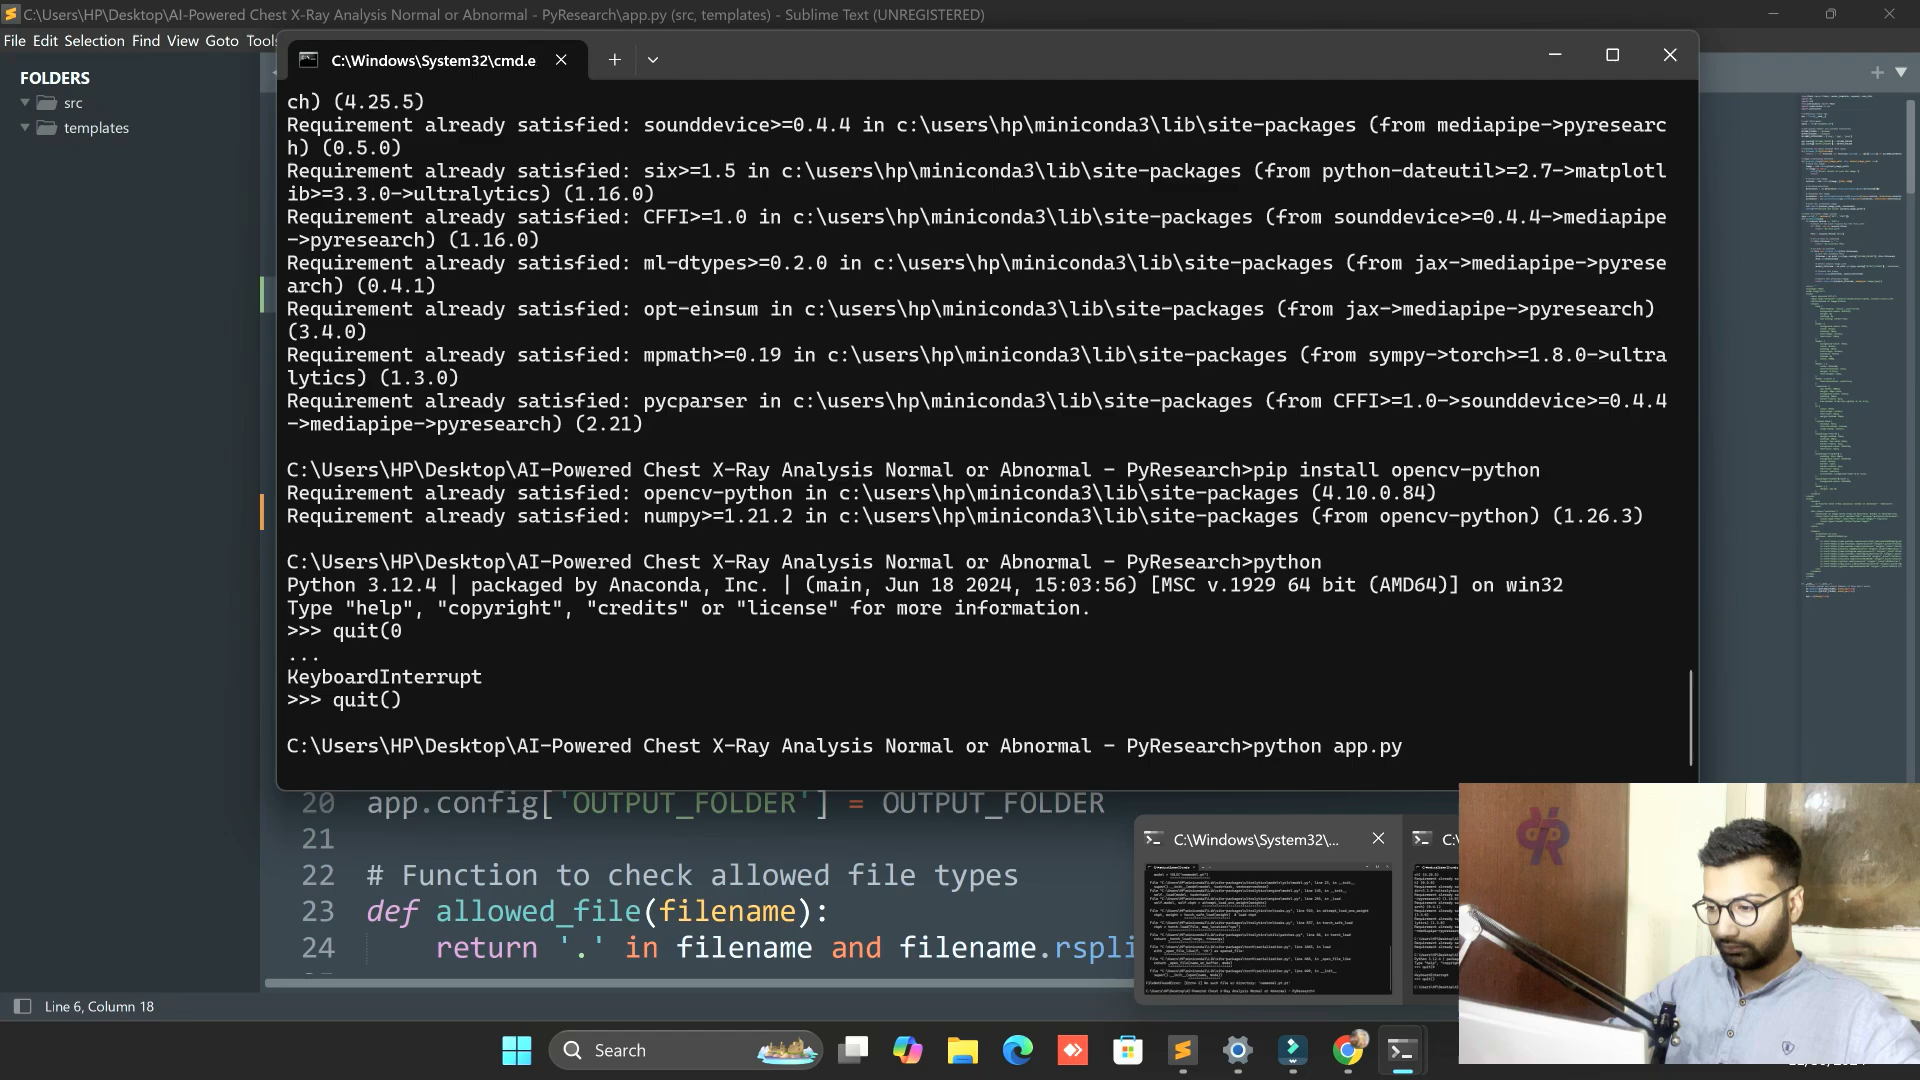 C:\Users\HP\Desktop\AI-Powered Chest X-Ray Analysis Normal or Abnormal - PyResearch\app.py (src, templates) - Sublime Text (UNREGISTERED)
File Edit Selection Find View Goto Tools
FOLDERS
src
templates
C:\Windows\System32\cmd.e
ch) (4.25.5)
Requirement already satisfied: sounddevice>=0.4.4 in c:\users\hp\miniconda3\lib\site-packages (from mediapipe->pyresearc
h) (0.5.0)
Requirement already satisfied: six>=1.5 in c:\users\hp\miniconda3\lib\site-packages (from python-dateutil>=2.7->matplotl
ib>=3.3.0->ultralytics) (1.16.0)
Requirement already satisfied: CFFI>=1.0 in c:\users\hp\miniconda3\lib\site-packages (from sounddevice>=0.4.4->mediapipe
->pyresearch) (1.16.0)
Requirement already satisfied: ml-dtypes>=0.2.0 in c:\users\hp\miniconda3\lib\site-packages (from jax->mediapipe->pyrese
arch) (0.4.1)
Requirement already satisfied: opt-einsum in c:\users\hp\miniconda3\lib\site-packages (from jax->mediapipe->pyresearch)
(3.4.0)
Requirement already satisfied: mpmath>=0.19 in c:\users\hp\miniconda3\lib\site-packages (from sympy->torch>=1.8.0->ultra
lytics) (1.3.0)
Requirement already satisfied: pycparser in c:\users\hp\miniconda3\lib\site-packages (from CFFI>=1.0->sounddevice>=0.4.4
->mediapipe->pyresearch) (2.21)
C:\Users\HP\Desktop\AI-Powered Chest X-Ray Analysis Normal or Abnormal - PyResearch>pip install opencv-python
Requirement already satisfied: opencv-python in c:\users\hp\miniconda3\lib\site-packages (4.10.0.84)
Requirement already satisfied: numpy>=1.21.2 in c:\users\hp\miniconda3\lib\site-packages (from opencv-python) (1.26.3)
C:\Users\HP\Desktop\AI-Powered Chest X-Ray Analysis Normal or Abnormal - PyResearch>python
Python 3.12.4 | packaged by Anaconda, Inc. | (main, Jun 18 2024, 15:03:56) [MSC v.1929 64 bit (AMD64)] on win32
Type "help", "copyright", "credits" or "license" for more information.
>>> quit(0
...
KeyboardInterrupt
>>> quit()
C:\Users\HP\Desktop\AI-Powered Chest X-Ray Analysis Normal or Abnormal - PyResearch>python app.py
20 app.config['OUTPUT_FOLDER'] = OUTPUT_FOLDER
21
22 # Function to check allowed file types
23 def allowed_file(filename):
24 return '.' in filename and filename.rspli
C:\Windows\System32\...
C:\
Line 6, Column 18
Search